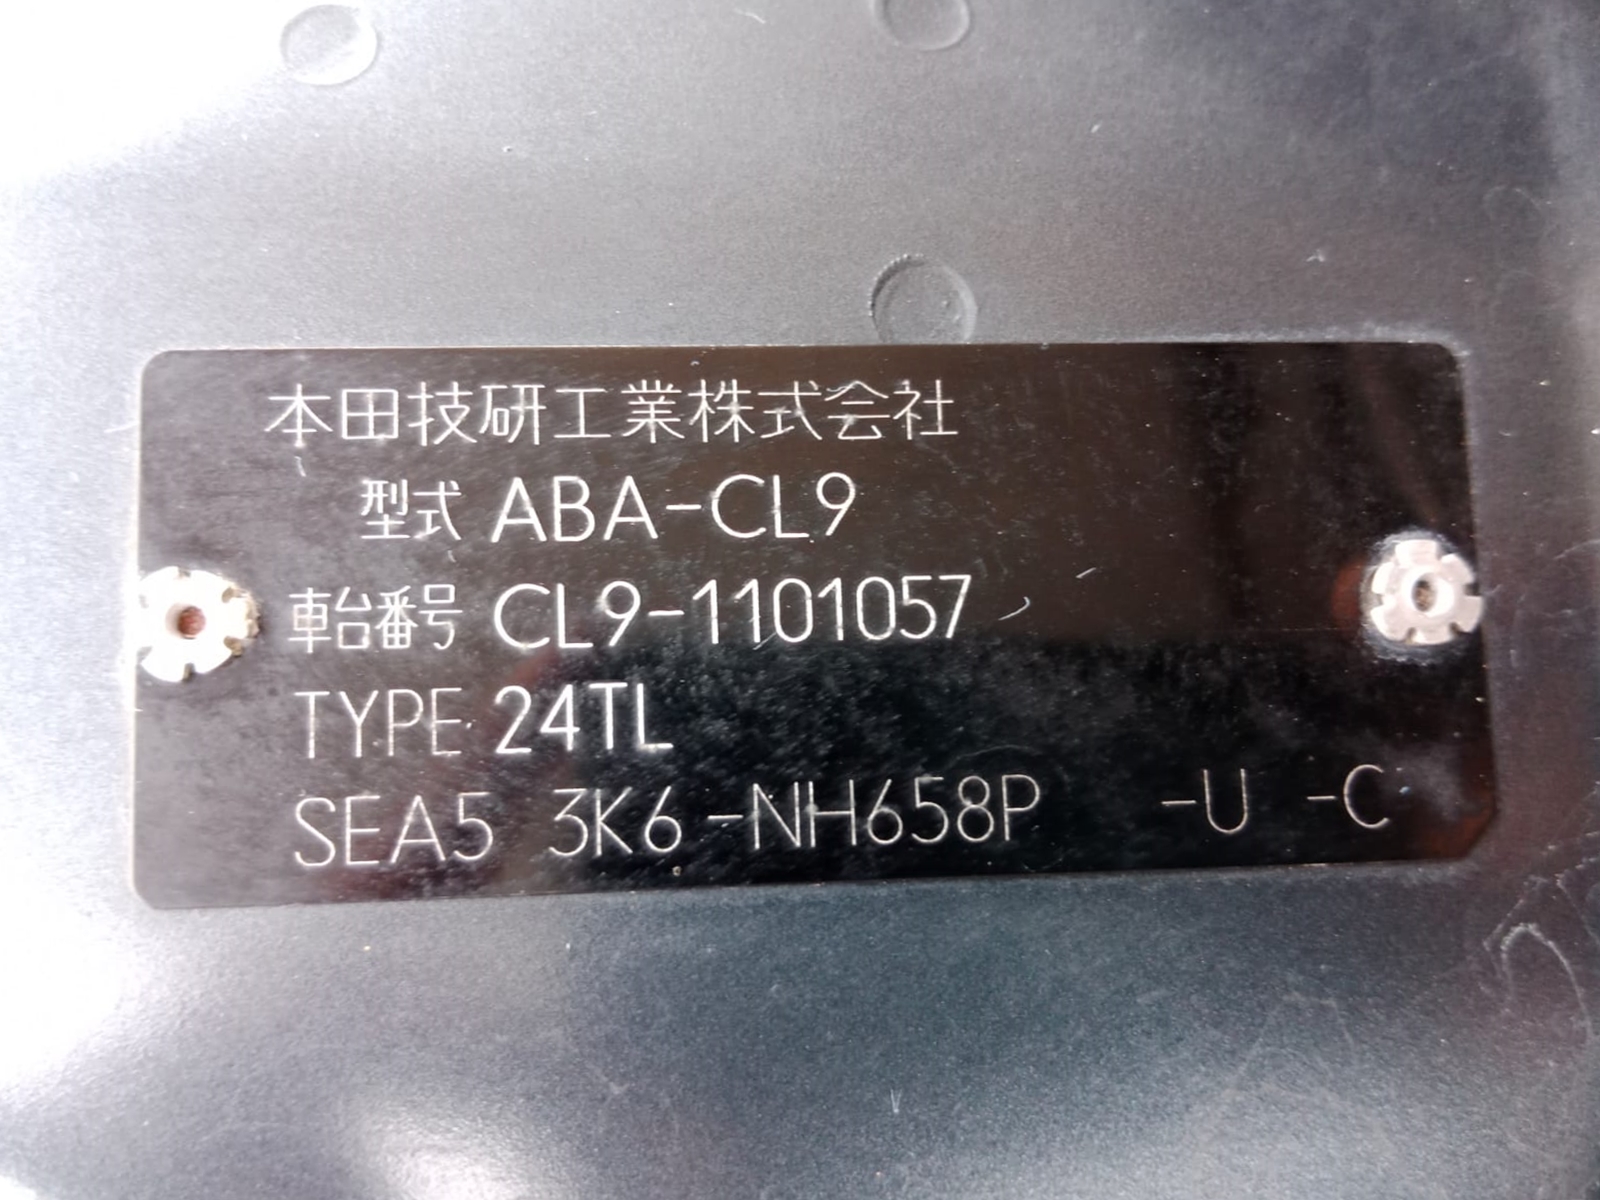 本田技研工業株式会社
型式 ABA-CL9
車台番号 CL9-1101057
TYPE 24TL
SEA5 3K6-NH658P -U -C